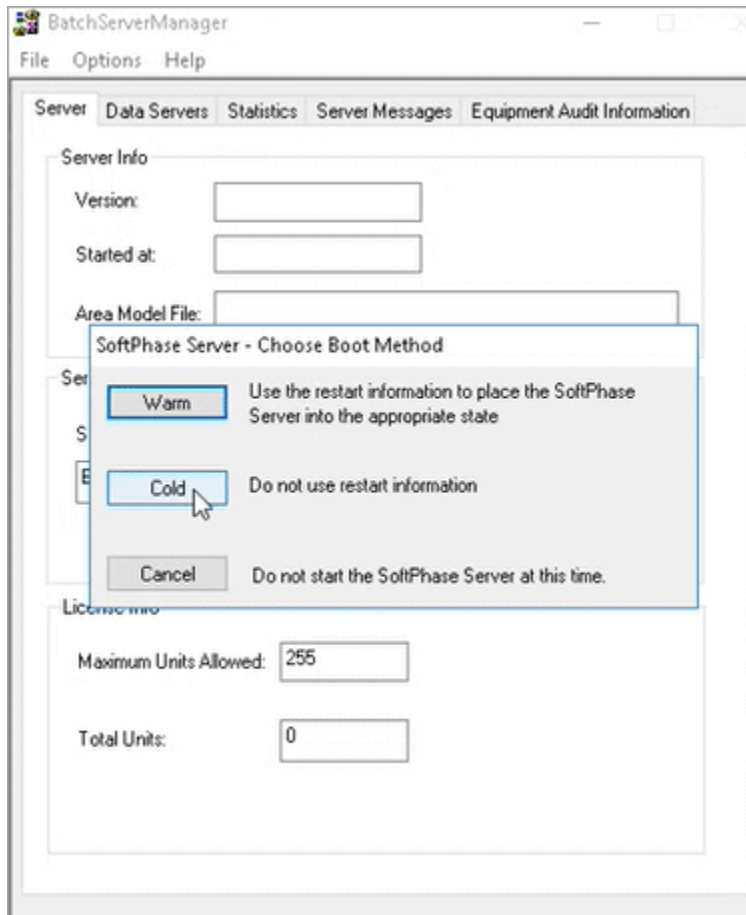 BatchServerManager
File Options Help
Server Data Servers Statistics Server Messages Equipment Audit Information
Server Info
Version:
Started at:
Area Model File:
SoftPhase Server - Choose Boot Method
Warm
Use the restart information to place the SoftPhase
Server into the appropriate state
Cold
Do not use restart information
Cancel
Do not start the SoftPhase Server at this time.
Maximum Units Allowed: 255
Total Units: 0